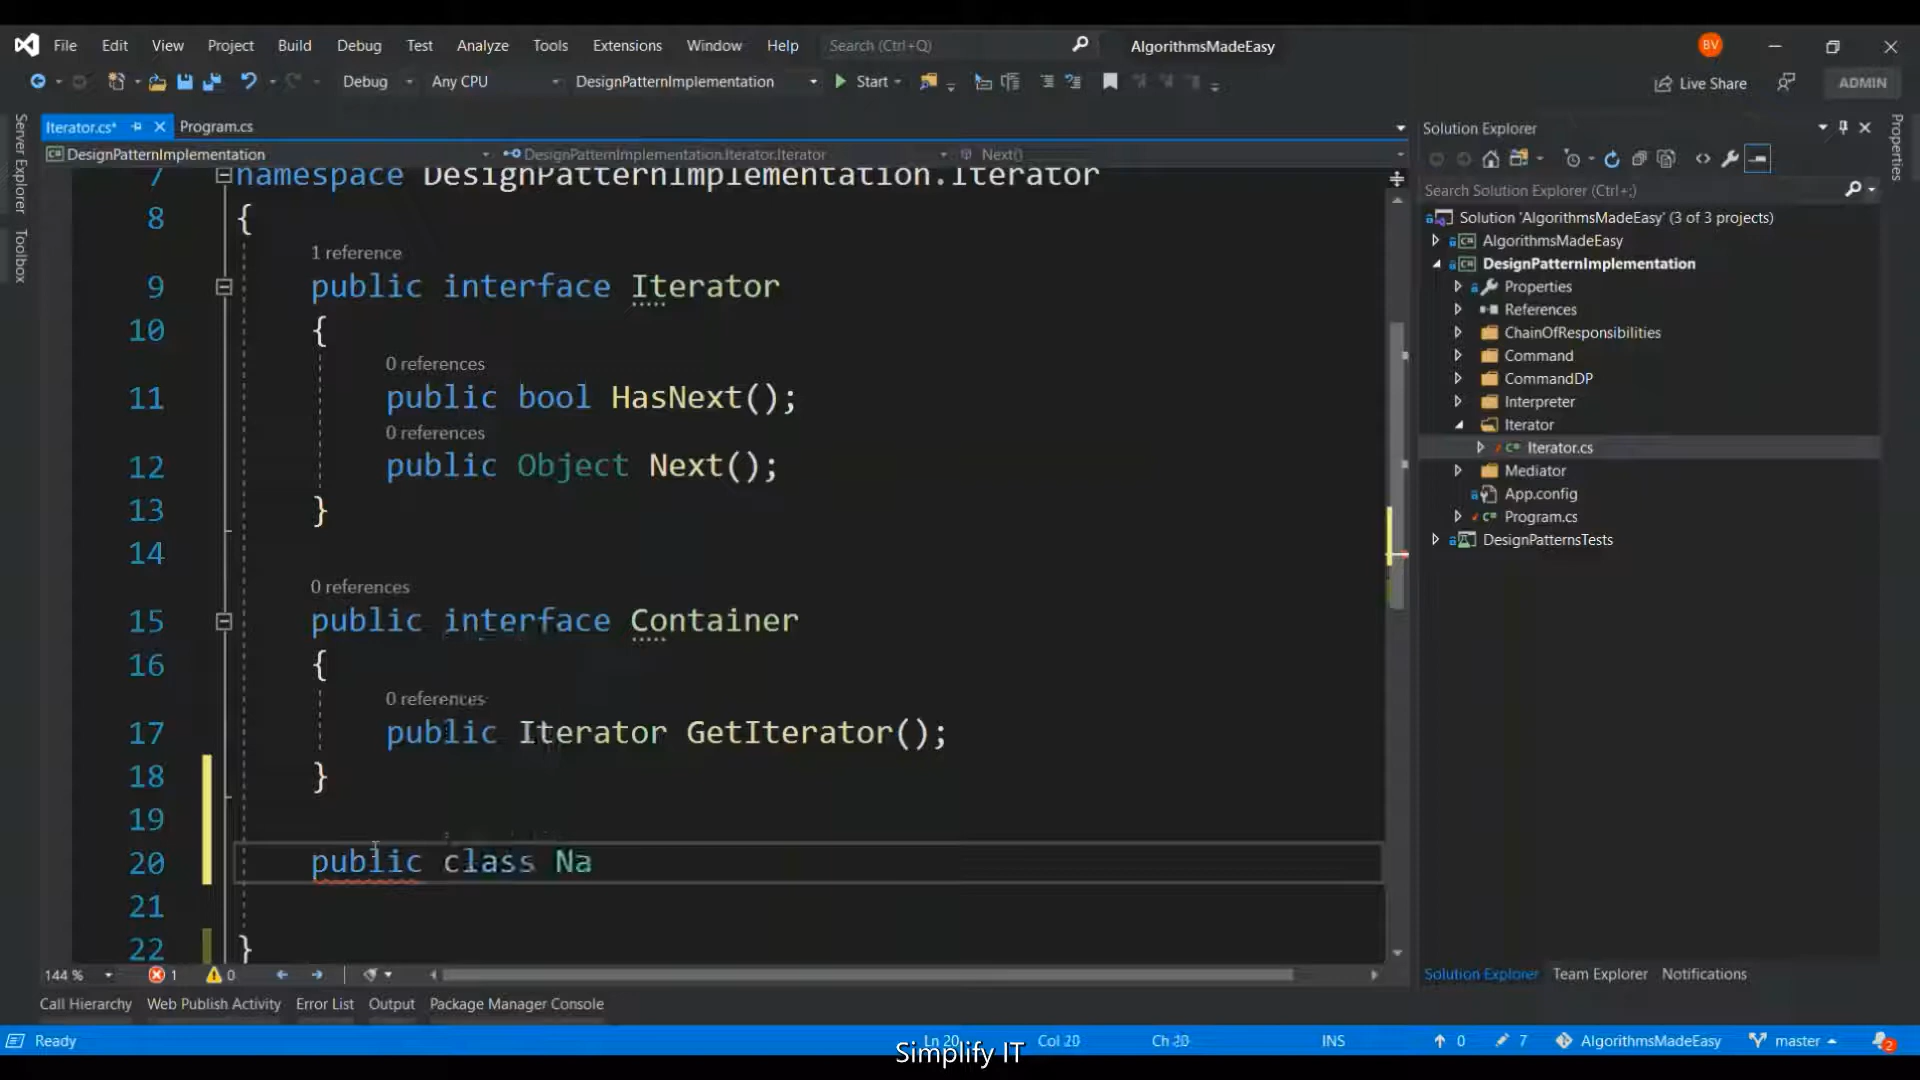 File Edit View Project Build Debug Test Analyze Tools Extensions Window Help Search (Ctrl+Q) AlgorithmsMadeEasy BV
Debug Any CPU DesignPatternImplementation Start Live Share ADMIN
Server Explorer
Toolbox
Iterator.cs* Program.cs
DesignPatternImplementation DesignPatternImplementation.Iterator.Iterator Next()
7 namespace DesignPatternImplementation.Iterator
8 {
1 reference
9 public interface Iterator
10 {
0 references
11 public bool HasNext();
0 references
12 public Object Next();
13 }
14
0 references
15 public interface Container
16 {
0 references
17 public Iterator GetIterator();
18 }
19
20 public class Na
21
22 }
144 % 1 0
Solution Explorer
Search Solution Explorer (Ctrl+;)
Solution 'AlgorithmsMadeEasy' (3 of 3 projects)
AlgorithmsMadeEasy
DesignPatternImplementation
Properties
References
ChainOfResponsibilities
Command
CommandDP
Interpreter
Iterator
Iterator.cs
Mediator
App.config
Program.cs
DesignPatternsTests
Solution Explorer Team Explorer Notifications
Properties
Call Hierarchy Web Publish Activity Error List Output Package Manager Console
Ready Ln 20 Col 20 Ch 20 INS 0 7 AlgorithmsMadeEasy master 2
Simplify IT